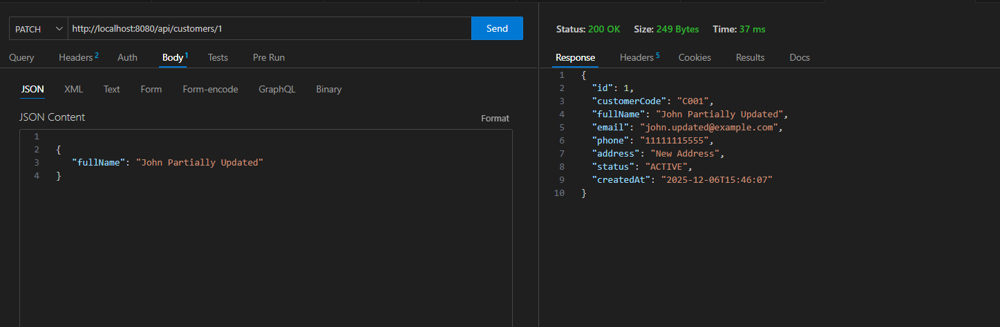 PATCH http://localhost:8080/api/customers/1 Send
Query Headers 2 Auth Body 1 Tests Pre Run
JSON XML Text Form Form-encode GraphQL Binary
JSON Content Format
1
2 {
3 "fullName": "John Partially Updated"
4 }
Status: 200 OK Size: 249 Bytes Time: 37 ms
Response Headers 5 Cookies Results Docs
1 {
2 "id": 1,
3 "customerCode": "C001",
4 "fullName": "John Partially Updated",
5 "email": "john.updated@example.com",
6 "phone": "11111115555",
7 "address": "New Address",
8 "status": "ACTIVE",
9 "createdAt": "2025-12-06T15:46:07"
10 }